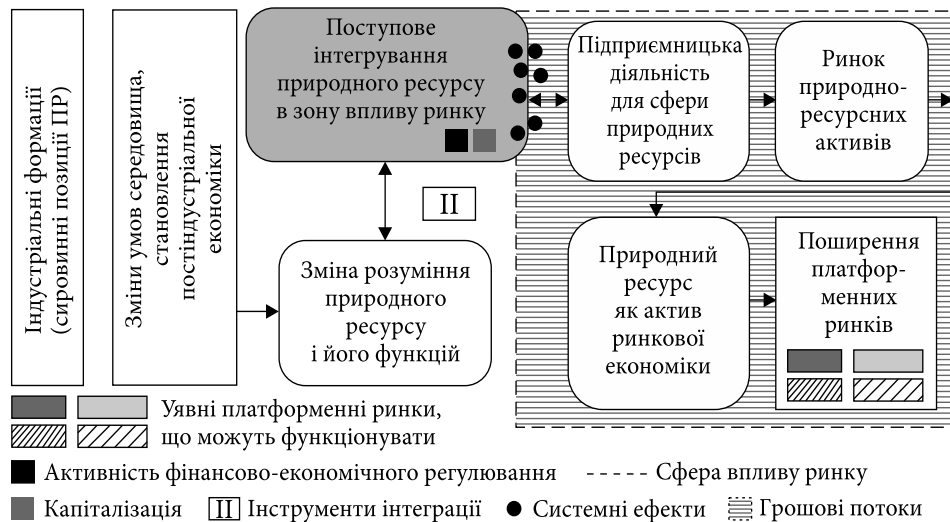 Індустріальні формації
(сировинні позиції ПР)
Зміни умов середовища,
становлення
постіндустріальної
економіки
Поступове
інтегрування
природного ресурсу
в зону впливу ринку
II
Зміна розуміння
природного
ресурсу
і його функцій
Підприємницька
діяльність
для сфери
природних
ресурсів
Ринок
природно-
ресурсних
активів
Природний
ресурс
як актив
ринкової
економіки
Поширення
платфор-
менних
ринків
Уявні платформенні ринки,
що можуть функціонувати
Активність фінансово-економічного регулювання
Сфера впливу ринку
Капіталізація
II Інструменти інтеграції
Системні ефекти
Грошові потоки